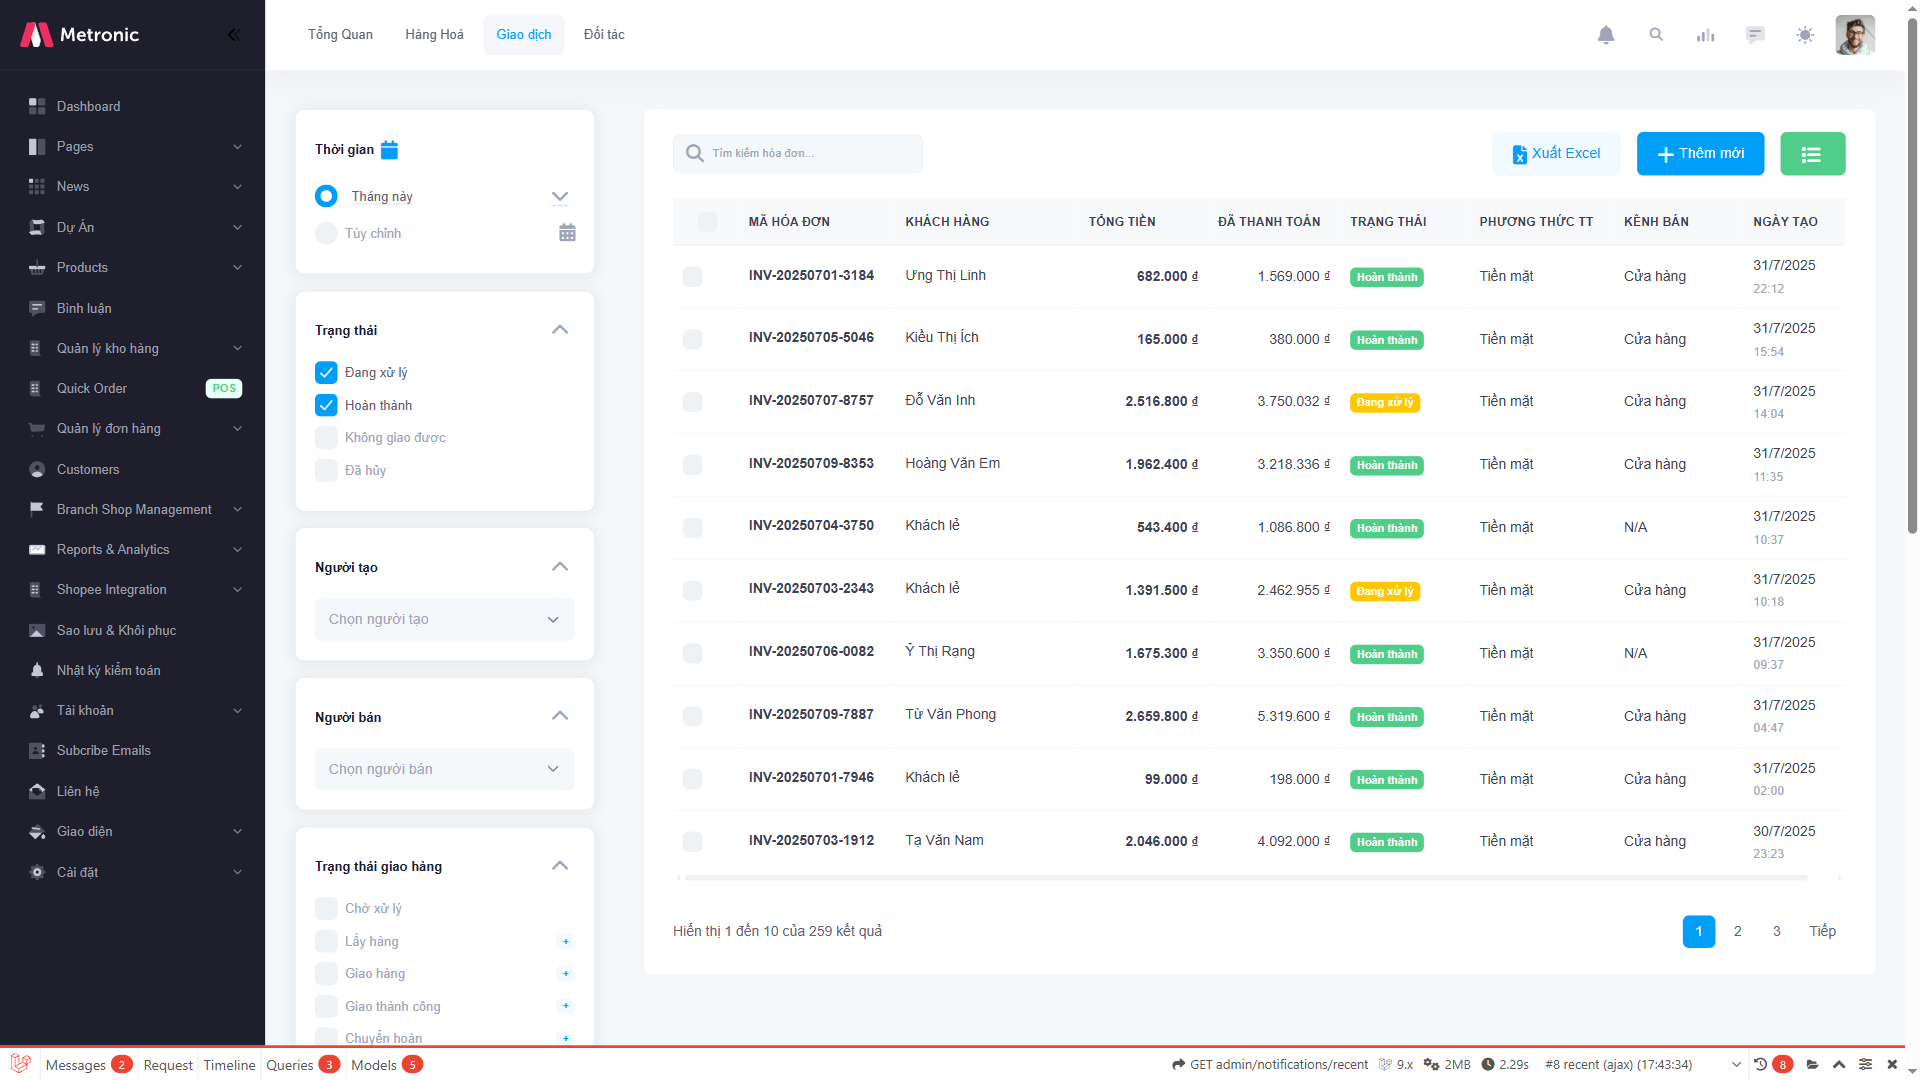 Metronic
Tổng Quan
Hàng Hoá
Giao dịch
Đối tác
Dashboard
Pages
News
Dự Án
Products
Bình luận
Quản lý kho hàng
Quick Order POS
Quản lý đơn hàng
Customers
Branch Shop Management
Reports & Analytics
Shopee Integration
Sao lưu & Khôi phục
Nhật ký kiểm toán
Tài khoản
Subcribe Emails
Liên hệ
Giao diện
Cài đặt
Thời gian
Tháng này
Tùy chỉnh
Trạng thái
Đang xử lý
Hoàn thành
Không giao được
Đã hủy
Người tạo
Chọn người tạo
Người bán
Chọn người bán
Trạng thái giao hàng
Chờ xử lý
Lấy hàng +
Giao hàng +
Giao thành công +
Chuyển hoàn +
Tìm kiếm hóa đơn...
Xuất Excel
Thêm mới
MÃ HÓA ĐƠN KHÁCH HÀNG TỔNG TIỀN ĐÃ THANH TOÁN TRẠNG THÁI PHƯƠNG THỨC TT KÊNH BÁN NGÀY TẠO
INV-20250701-3184 Ưng Thị Linh 682.000 ₫ 1.569.000 ₫ Hoàn thành Tiền mặt Cửa hàng 31/7/2025
22:12
INV-20250705-5046 Kiều Thị Ích 165.000 ₫ 380.000 ₫ Hoàn thành Tiền mặt Cửa hàng 31/7/2025
15:54
INV-20250707-8757 Đỗ Văn Inh 2.516.800 ₫ 3.750.032 ₫ Đang xử lý Tiền mặt Cửa hàng 31/7/2025
14:04
INV-20250709-8353 Hoàng Văn Em 1.962.400 ₫ 3.218.336 ₫ Hoàn thành Tiền mặt Cửa hàng 31/7/2025
11:35
INV-20250704-3750 Khách lẻ 543.400 ₫ 1.086.800 ₫ Hoàn thành Tiền mặt N/A 31/7/2025
10:37
INV-20250703-2343 Khách lẻ 1.391.500 ₫ 2.462.955 ₫ Đang xử lý Tiền mặt Cửa hàng 31/7/2025
10:18
INV-20250706-0082 Ỷ Thị Rạng 1.675.300 ₫ 3.350.600 ₫ Hoàn thành Tiền mặt N/A 31/7/2025
09:37
INV-20250709-7887 Từ Văn Phong 2.659.800 ₫ 5.319.600 ₫ Hoàn thành Tiền mặt Cửa hàng 31/7/2025
04:47
INV-20250701-7946 Khách lẻ 99.000 ₫ 198.000 ₫ Hoàn thành Tiền mặt Cửa hàng 31/7/2025
02:00
INV-20250703-1912 Tạ Văn Nam 2.046.000 ₫ 4.092.000 ₫ Hoàn thành Tiền mặt Cửa hàng 30/7/2025
23:23
Hiển thị 1 đến 10 của 259 kết quả
1 2 3 Tiếp
Messages 2 Request Timeline Queries 3 Models 5 GET admin/notifications/recent 9.x 2MB 2.29s #8 recent (ajax) (17:43:34) 8